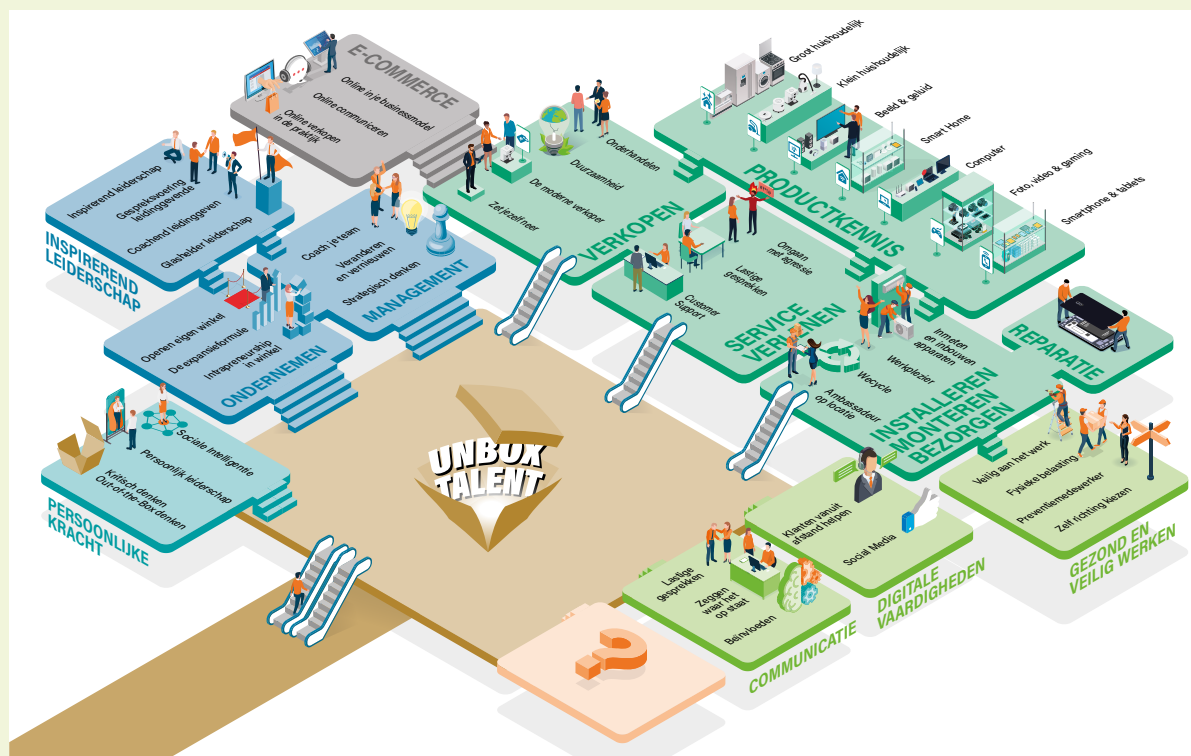 E-COMMERCE
Online in je businessmodel
Online communiceren
Online verkopen
in de praktijk
INSPIREREND
LEIDERSCHAP
Inspirerend leiderschap
Gespreksvoering
leidinggevende
Coachend leidinggeven
Glashelder leiderschap
MANAGEMENT
Coach je team
Veranderen
en vernieuwen
Strategisch denken
ONDERNEMEN
Openen eigen winkel
De expansieformule
Intrapreneurship
in winkel
PERSOONLIJKE
KRACHT
Sociale Intelligentie
Persoonlijk leiderschap
Kritisch denken
Out-of-the-Box denken
VERKOPEN
Onderhandelen
Duurzaamheid
De moderne verkoper
Zet jezelf neer
PRODUCTKENNIS
Groot huishoudelijk
Klein huishoudelijk
Beeld & geluid
Smart Home
Computer
Foto, video & gaming
Smartphone & tablets
SERVICE
VERLENEN
Omgaan
met agressie
Lastige
gesprekken
Customer
Support
REPARATIE
INSTALLEREN
MONTEREN
BEZORGEN
Inmeten
en inbouwen
apparaten
Werkplezier
Wecycle
Ambassadeur
op locatie
GEZOND EN
VEILIG WERKEN
Veilig aan het werk
Fysieke belasting
Preventiemedewerker
Zelf richting kiezen
DIGITALE
VAARDIGHEDEN
Klanten vanuit
afstand helpen
Social Media
COMMUNICATIE
Lastige
gesprekken
Zeggen
waar het
op staat
Beïnvloeden
UNBOX
TALENT
?